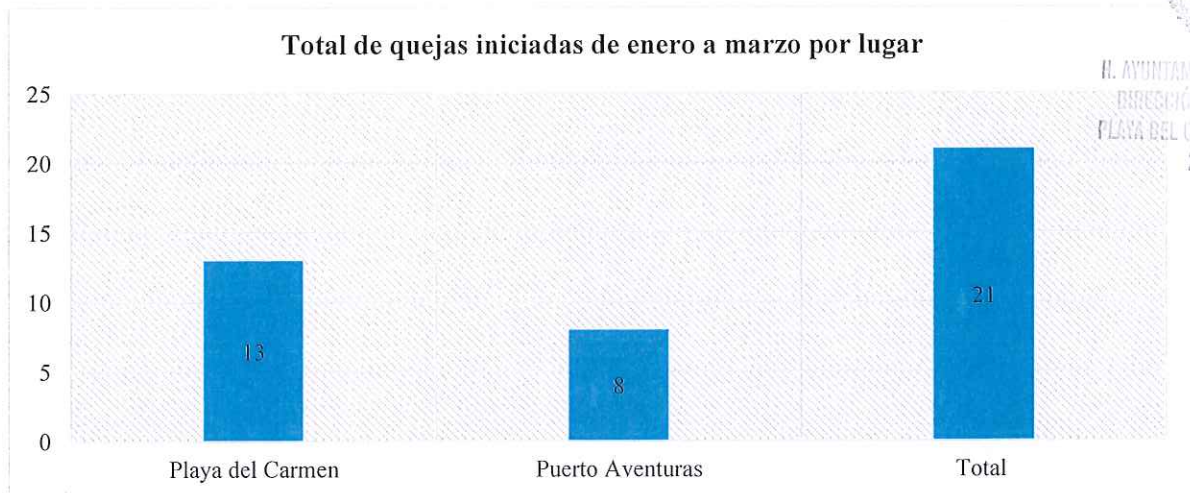 Total de quejas iniciadas de enero a marzo por lugar
H. AYUNTAM
DIRECCIÓ
PLAYA DEL C
25
20
15
10
5
0
13
8
21
Playa del Carmen
Puerto Aventuras
Total